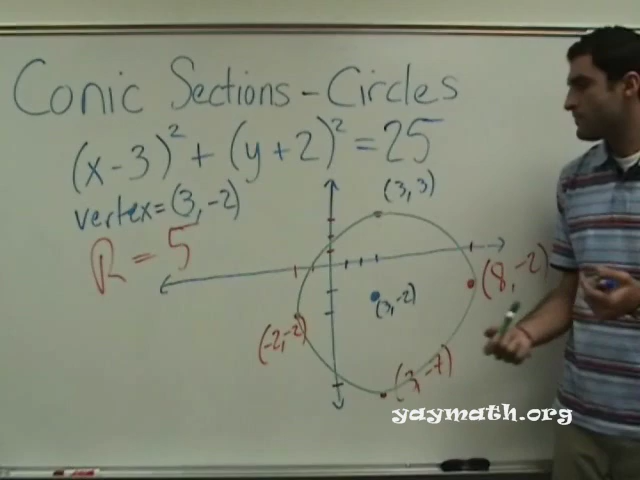 Conic Sections - Circles
(x-3)² + (y+2)² = 25
vertex = (3, -2)
R = 5
(3, 3)
(8, -2)
(3, -2)
(-2, -2)
(3, -7)
yaymath.org